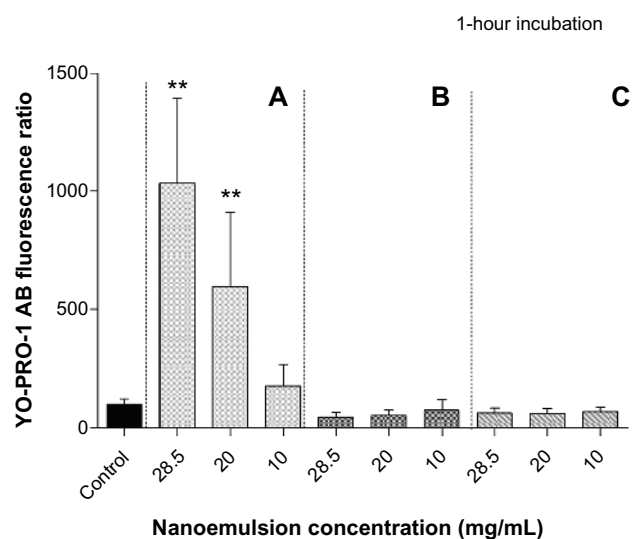 1-hour incubation
1500
1000
500
0
YO-PRO-1 AB fluorescence ratio
**
**
A
B
C
Control
28.5
20
10
28.5
20
10
28.5
20
10
Nanoemulsion concentration (mg/mL)